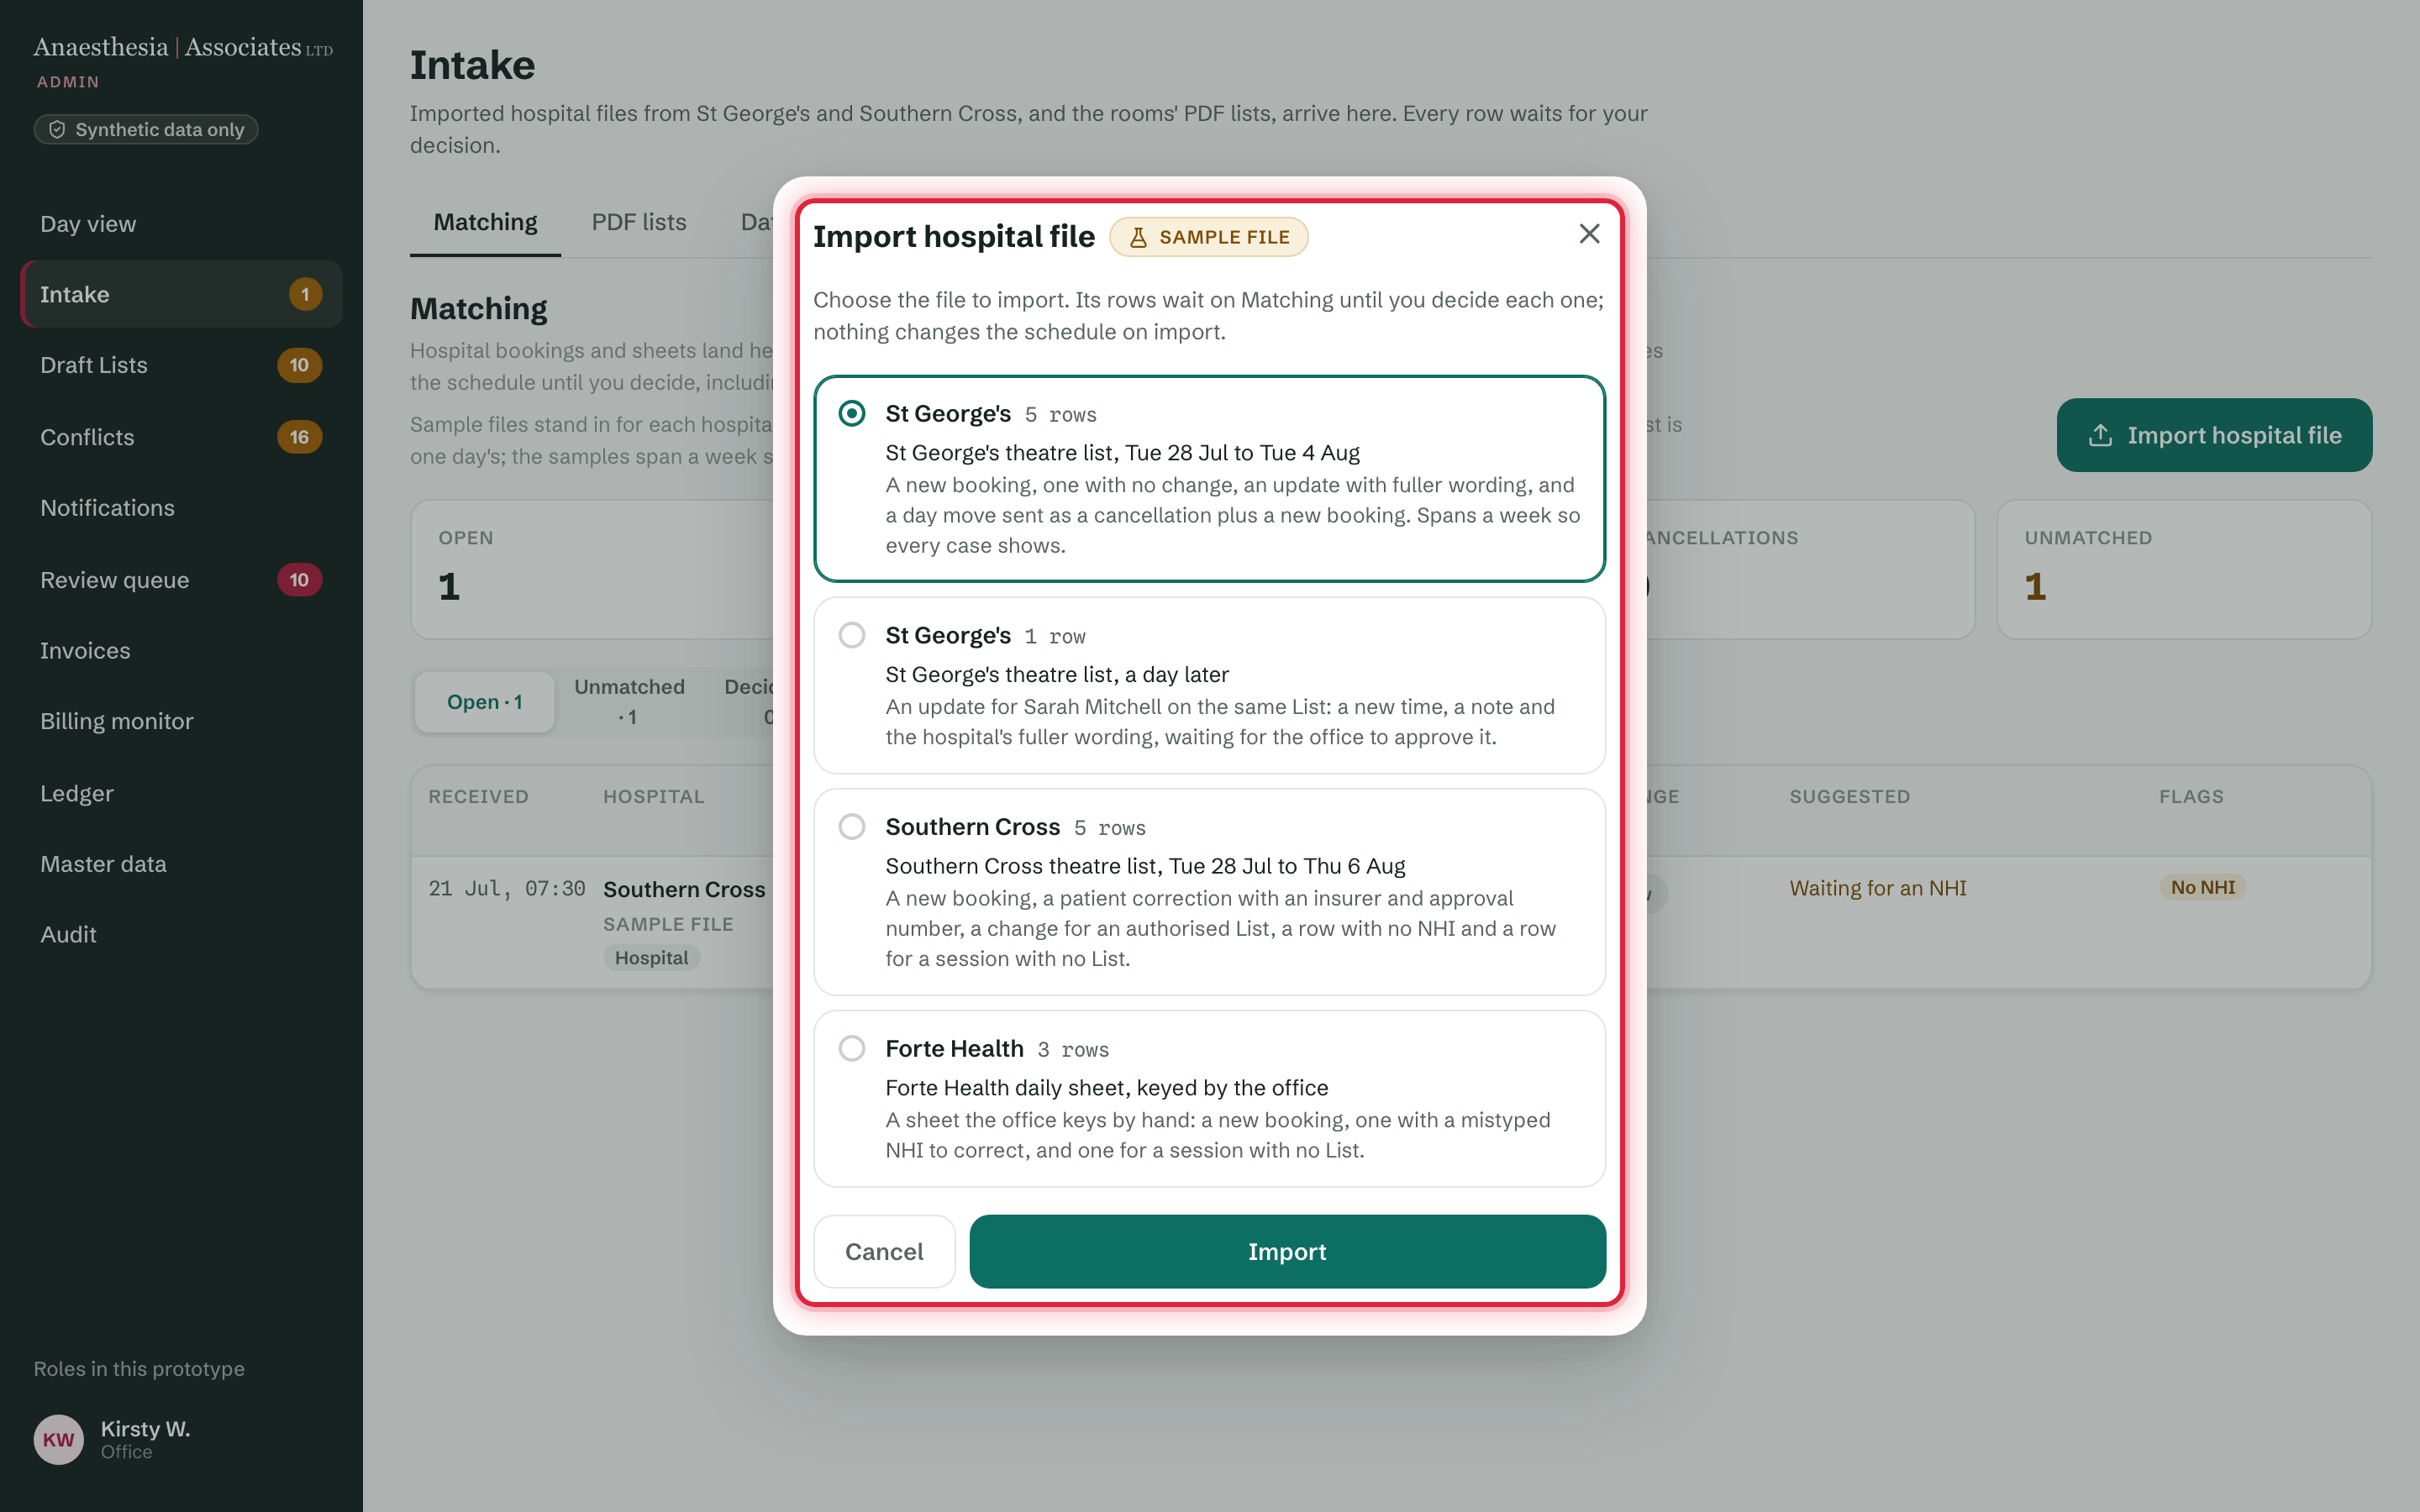 Anaesthesia | Associates LTD
ADMIN
Synthetic data only
Day view
Intake 1
Draft Lists 10
Conflicts 16
Notifications
Review queue 10
Invoices
Billing monitor
Ledger
Master data
Audit
Roles in this prototype
KW
Kirsty W.
Office
Intake
Imported hospital files from St George's and Southern Cross, and the rooms' PDF lists, arrive here. Every row waits for your
decision.
Matching PDF lists
Matching
Hospital bookings and sheets land
the schedule until you decide,
Sample files stand in for each
one day's; the samples span a week
st is
Import hospital file
OPEN
1
ANCELLATIONS
UNMATCHED
1
Open · 1
Unmatched
· 1
RECEIVED HOSPITAL SUGGESTED FLAGS
21 Jul, 07:30 Southern Cross Waiting for an NHI No NHI
SAMPLE FILE
Hospital
Import hospital file SAMPLE FILE
Choose the file to import. Its rows wait on Matching until you decide each one;
nothing changes the schedule on import.
St George's 5 rows
St George's theatre list, Tue 28 Jul to Tue 4 Aug
A new booking, one with no change, an update with fuller wording, and
a day move sent as a cancellation plus a new booking. Spans a week so
every case shows.
St George's 1 row
St George's theatre list, a day later
An update for Sarah Mitchell on the same List: a new time, a note and
the hospital's fuller wording, waiting for the office to approve it.
Southern Cross 5 rows
Southern Cross theatre list, Tue 28 Jul to Thu 6 Aug
A new booking, a patient correction with an insurer and approval
number, a change for an authorised List, a row with no NHI and a row
for a session with no List.
Forte Health 3 rows
Forte Health daily sheet, keyed by the office
A sheet the office keys by hand: a new booking, one with a mistyped
NHI to correct, and one for a session with no List.
Cancel
Import